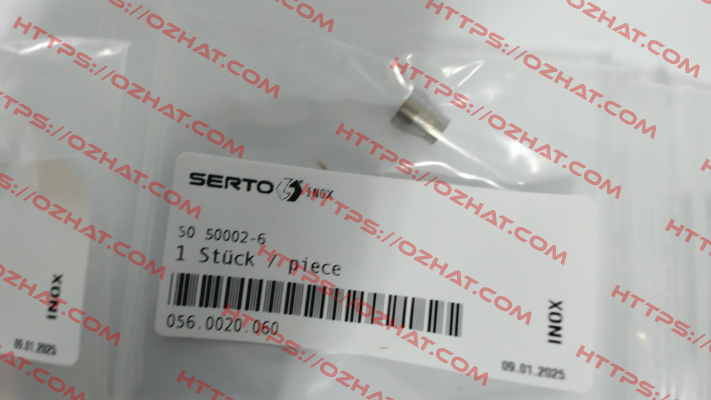 SERTO INOX
SO 50002-6
1 Stück / piece
056.0020.060
INOX
09.01.2025
INOX
09.01.2025
HTTPS://OZHAT.COM